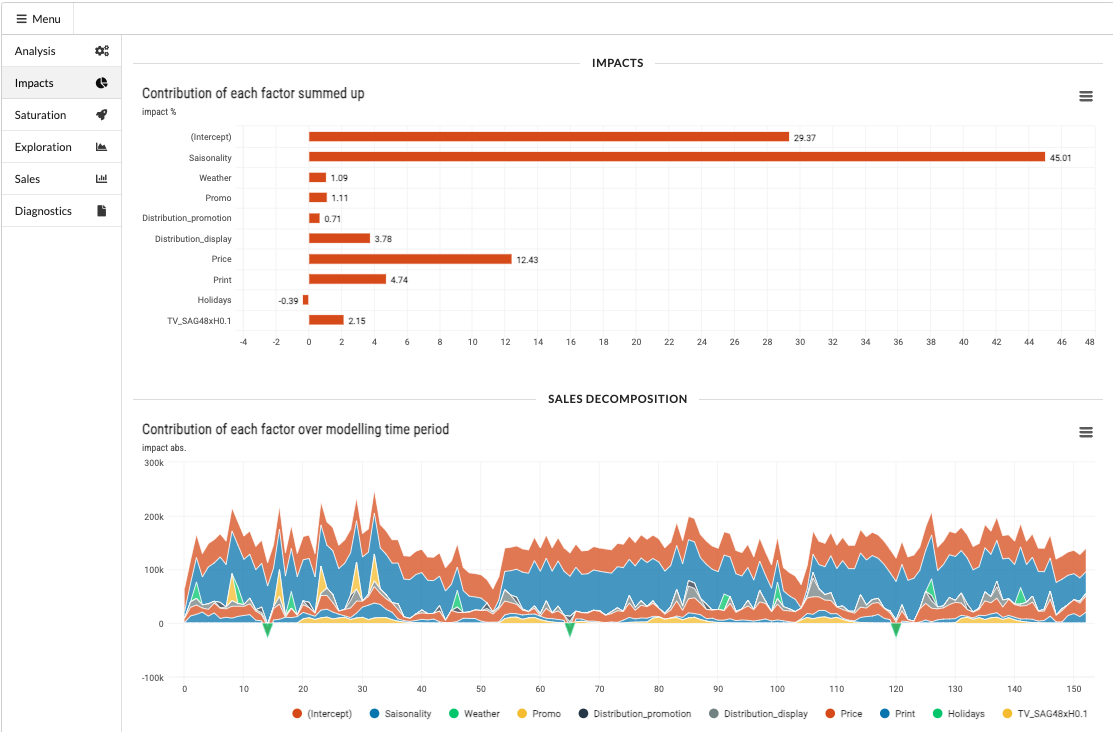 Menu
Analysis
Impacts
Saturation
Exploration
Sales
Diagnostics
IMPACTS
Contribution of each factor summed up
impact %
(Intercept) 29.37
Saisonality 45.01
Weather 1.09
Promo 1.11
Distribution_promotion 0.71
Distribution_display 3.78
Price 12.43
Print 4.74
Holidays -0.39
TV_SAG48xH0.1 2.15
-4 -2 0 2 4 6 8 10 12 14 16 18 20 22 24 26 28 30 32 34 36 38 40 42 44 46 48
SALES DECOMPOSITION
Contribution of each factor over modelling time period
impact abs.
300k
200k
100k
0
-100k
0 10 20 30 40 50 60 70 80 90 100 110 120 130 140 150
(Intercept) Saisonality Weather Promo Distribution_promotion Distribution_display Price Print Holidays TV_SAG48xH0.1